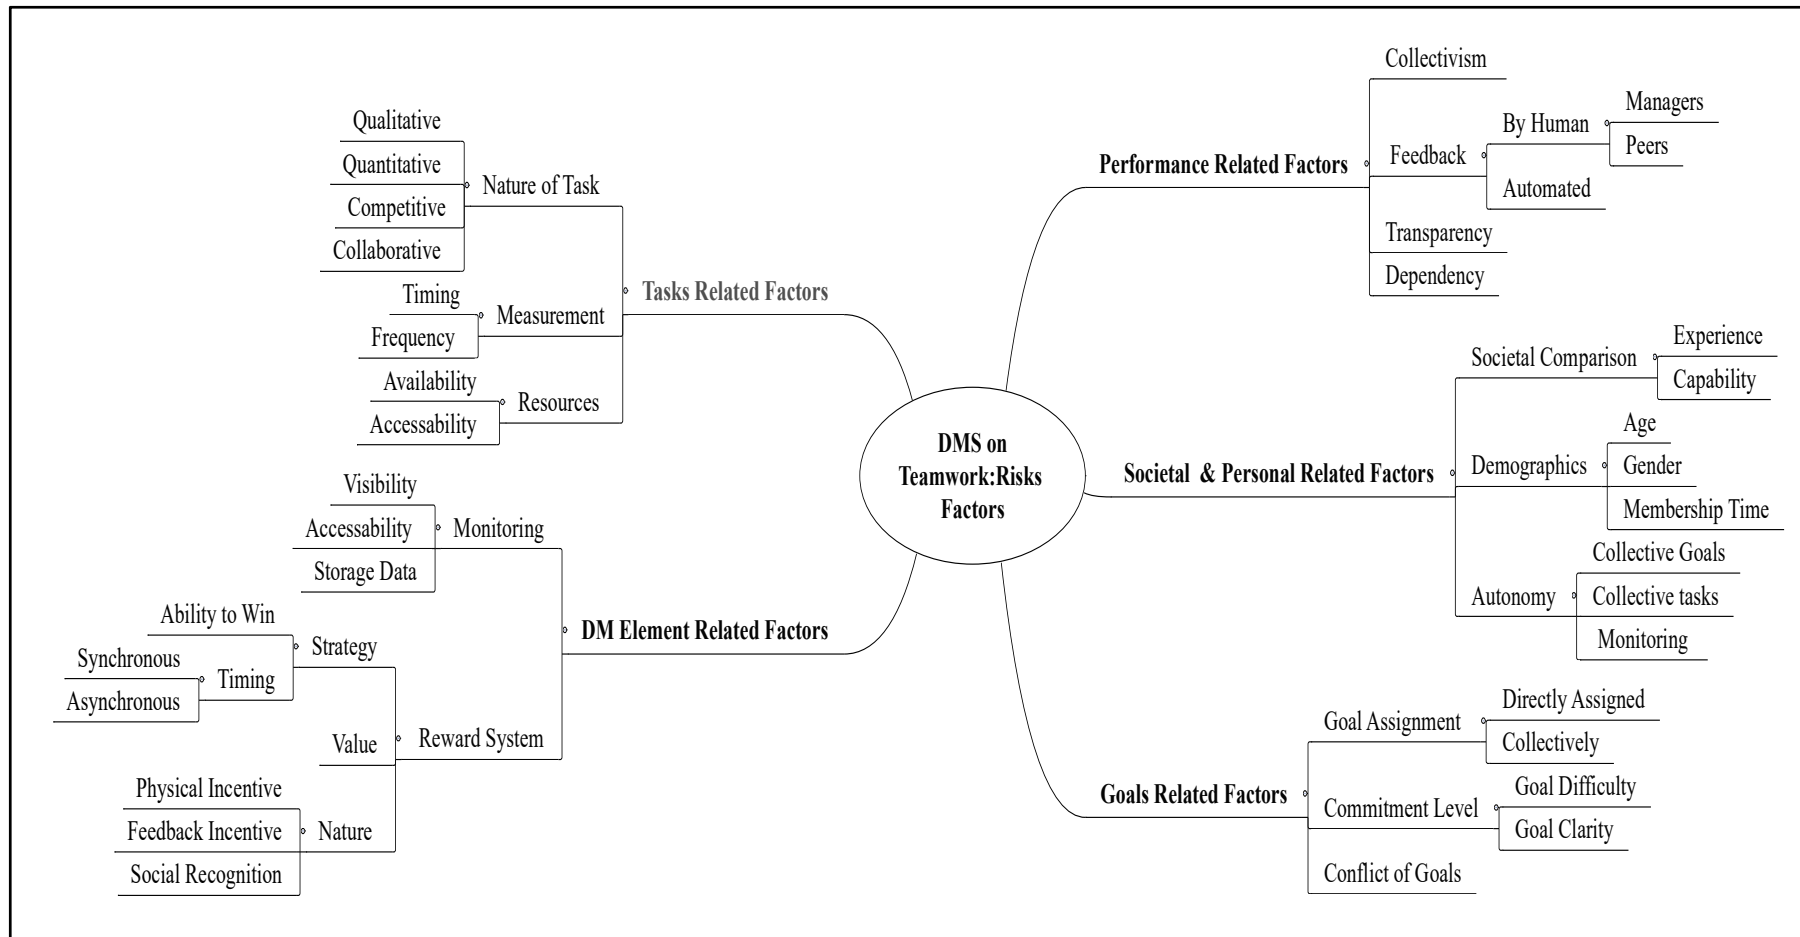 Collectivism
Managers
By Human
Peers
Performance Related Factors
Feedback
Automated
Transparency
Dependency
Qualitative
Quantitative
Nature of Task
Competitive
Collaborative
Tasks Related Factors
Timing
Measurement
Frequency
Availability
Resources
Accessability
DMS on
Teamwork:Risks
Factors
Experience
Societal Comparison
Capability
Societal & Personal Related Factors
Age
Demographics
Gender
Membership Time
Collective Goals
Autonomy
Collective tasks
Monitoring
Visibility
Accessability
Monitoring
Storage Data
DM Element Related Factors
Ability to Win
Strategy
Synchronous
Timing
Asynchronous
Value
Reward System
Physical Incentive
Feedback Incentive
Nature
Social Recognition
Directly Assigned
Goal Assignment
Collectively
Goals Related Factors
Goal Difficulty
Commitment Level
Goal Clarity
Conflict of Goals